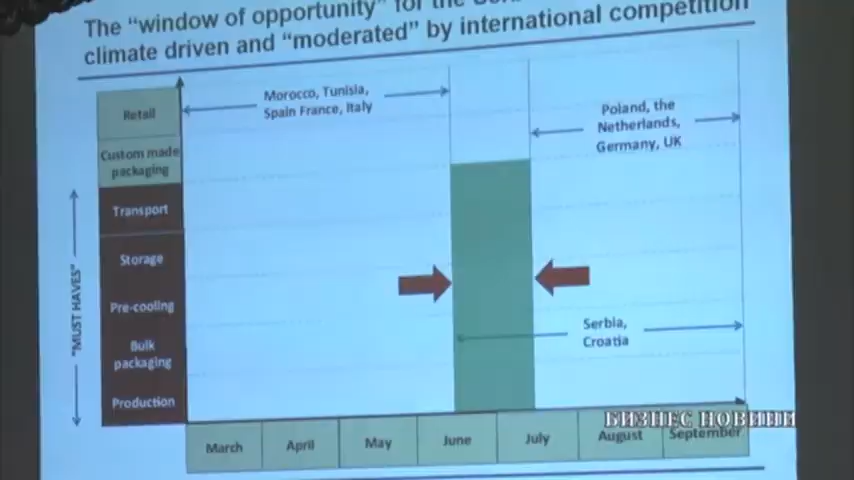 The "window of opportunity" for the
climate driven and "moderated" by international competition
Morocco, Tunisia,
Spain France, Italy
Poland, the
Netherlands,
Germany, UK
Retail
Custom made
packaging
Transport
Storage
Pre-cooling
Bulk
packaging
Production
"MUST HAVES"
Serbia,
Croatia
БИЗНЕС НОВИНИ
March
April
May
June
July
August
September